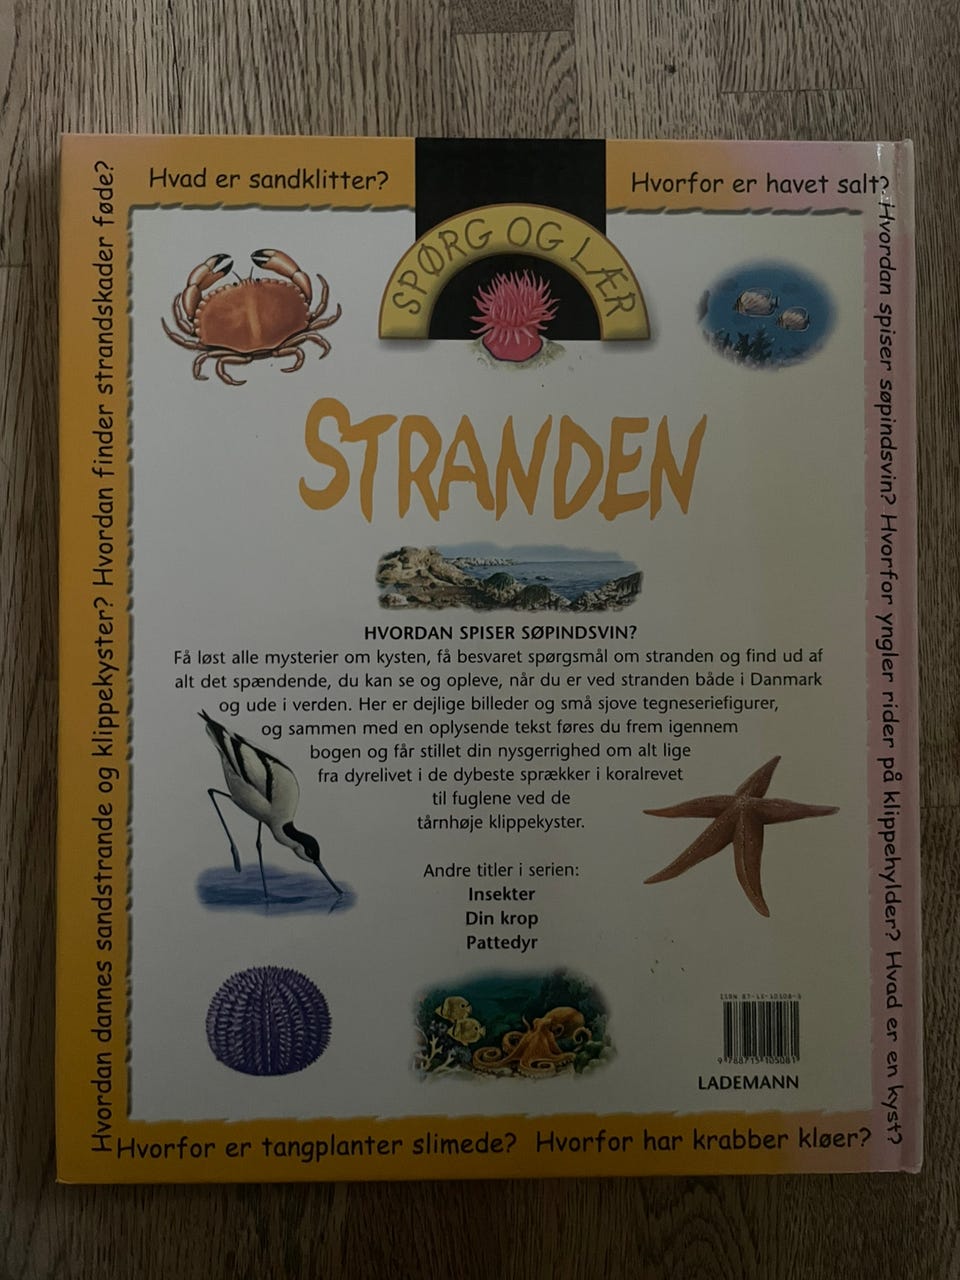 Hvad er sandklitter?
Hvorfor er havet salt?
SPØRG OG LÆR
STRANDEN
HVORDAN SPISER SØPINDSVIN?
Få løst alle mysterier om kysten, få besvaret spørgsmål om stranden og find ud af
alt det spændende, du kan se og opleve, når du er ved stranden både i Danmark
og ude i verden. Her er dejlige billeder og små sjove tegneseriefigurer,
og sammen med en oplysende tekst føres du frem igennem
bogen og får stillet din nysgerrighed om alt lige
fra dyrelivet i de dybeste sprækker i koralrevet
til fuglene ved de
tårnhøje klippekyster.
Andre titler i serien:
Insekter
Din krop
Pattedyr
9788715105081
LADEMANN
Hvordan dannes sandstrande og klippekyster? Hvordan finder strandskader føde?
Hvordan spiser søpindsvin? Hvorfor yngler rider på klippehylder? Hvad er en kyst?
Hvorfor er tangplanter slimede? Hvorfor har krabber kløer?